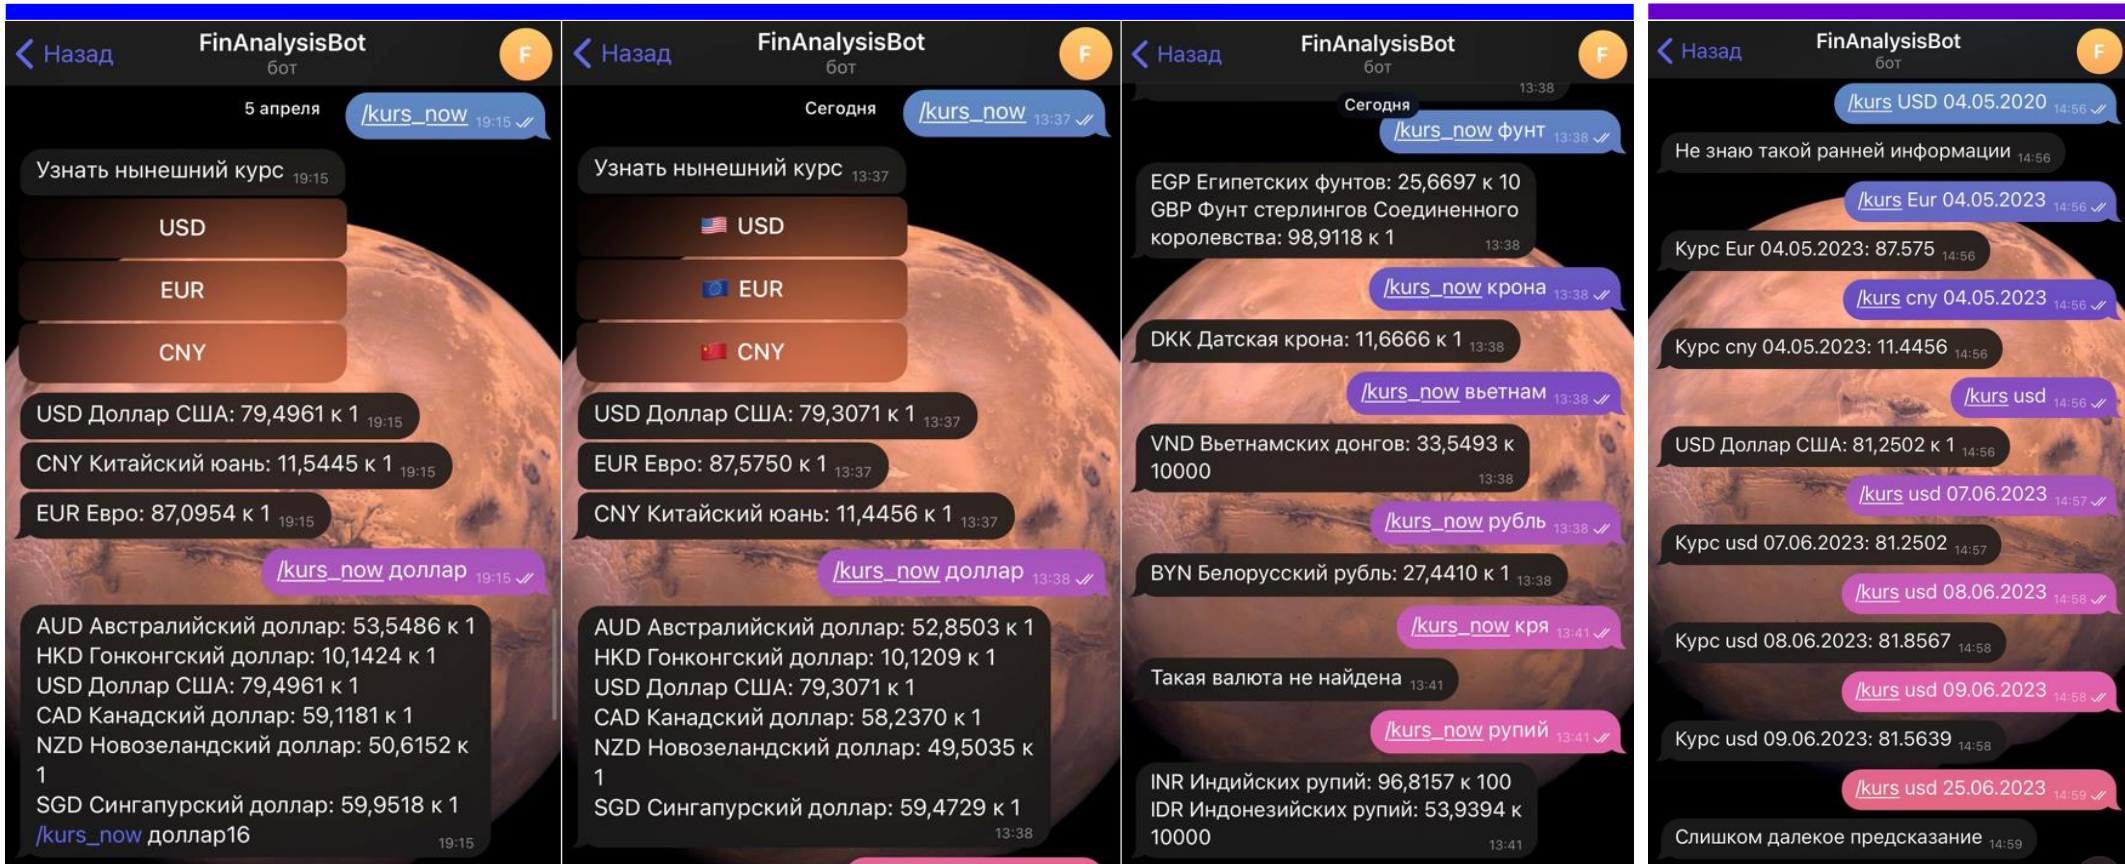 Назад
FinAnalysisBot
бот
F
5 апреля
/kurs_now 19:15
Узнать нынешний курс 19:15
USD
EUR
CNY
USD Доллар США: 79,4961 к 1 19:15
CNY Китайский юань: 11,5445 к 1 19:15
EUR Евро: 87,0954 к 1 19:15
/kurs_now доллар 19:15
AUD Австралийский доллар: 53,5486 к 1
HKD Гонконгский доллар: 10,1424 к 1
USD Доллар США: 79,4961 к 1
CAD Канадский доллар: 59,1181 к 1
NZD Новозеландский доллар: 50,6152 к
1
SGD Сингапурский доллар: 59,9518 к 1
/kurs_now доллар16 19:15
Назад
FinAnalysisBot
бот
F
Сегодня
/kurs_now 13:37
Узнать нынешний курс 13:37
USD
EUR
CNY
USD Доллар США: 79,3071 к 1 13:37
EUR Евро: 87,5750 к 1 13:37
CNY Китайский юань: 11,4456 к 1 13:37
/kurs_now доллар 13:38
AUD Австралийский доллар: 52,8503 к 1
HKD Гонконгский доллар: 10,1209 к 1
USD Доллар США: 79,3071 к 1
CAD Канадский доллар: 58,2370 к 1
NZD Новозеландский доллар: 49,5035 к
1
SGD Сингапурский доллар: 59,4729 к 1
13:38
Назад
FinAnalysisBot
бот
F
13:38
Сегодня
/kurs_now фунт 13:38
EGP Египетских фунтов: 25,6697 к 10
GBP Фунт стерлингов Соединенного
королевства: 98,9118 к 1 13:38
/kurs_now крона 13:38
DKK Датская крона: 11,6666 к 1 13:38
/kurs_now вьетнам 13:38
VND Вьетнамских донгов: 33,5493 к
10000 13:38
/kurs_now рубль 13:38
BYN Белорусский рубль: 27,4410 к 1 13:38
/kurs_now кря 13:41
Такая валюта не найдена 13:41
/kurs_now рупий 13:41
INR Индийских рупий: 96,8157 к 100
IDR Индонезийских рупий: 53,9394 к
10000 13:41
Назад
FinAnalysisBot
бот
F
/kurs USD 04.05.2020 14:56
Не знаю такой ранней информации 14:56
/kurs Eur 04.05.2023 14:56
Курс Eur 04.05.2023: 87.575 14:56
/kurs cny 04.05.2023 14:56
Курс cny 04.05.2023: 11.4456 14:56
/kurs usd 14:56
USD Доллар США: 81,2502 к 1 14:56
/kurs usd 07.06.2023 14:57
Курс usd 07.06.2023: 81.2502 14:57
/kurs usd 08.06.2023 14:58
Курс usd 08.06.2023: 81.8567 14:58
/kurs usd 09.06.2023 14:58
Курс usd 09.06.2023: 81.5639 14:58
/kurs usd 25.06.2023 14:59
Слишком далекое предсказание 14:59